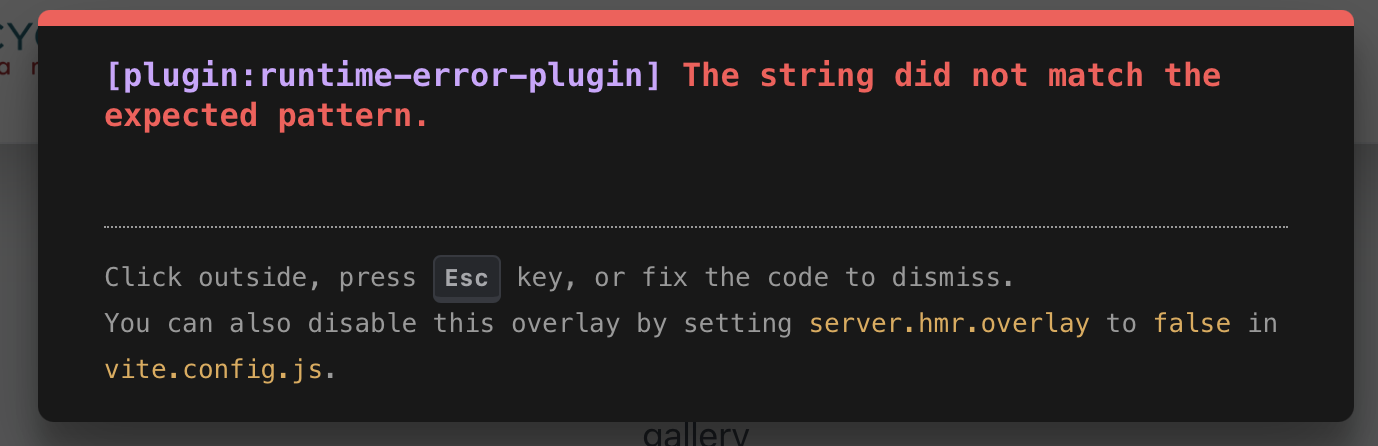 [plugin:runtime-error-plugin] The string did not match the
expected pattern.
Click outside, press Esc key, or fix the code to dismiss.
You can also disable this overlay by setting server.hmr.overlay to false in
vite.config.js.
gallery